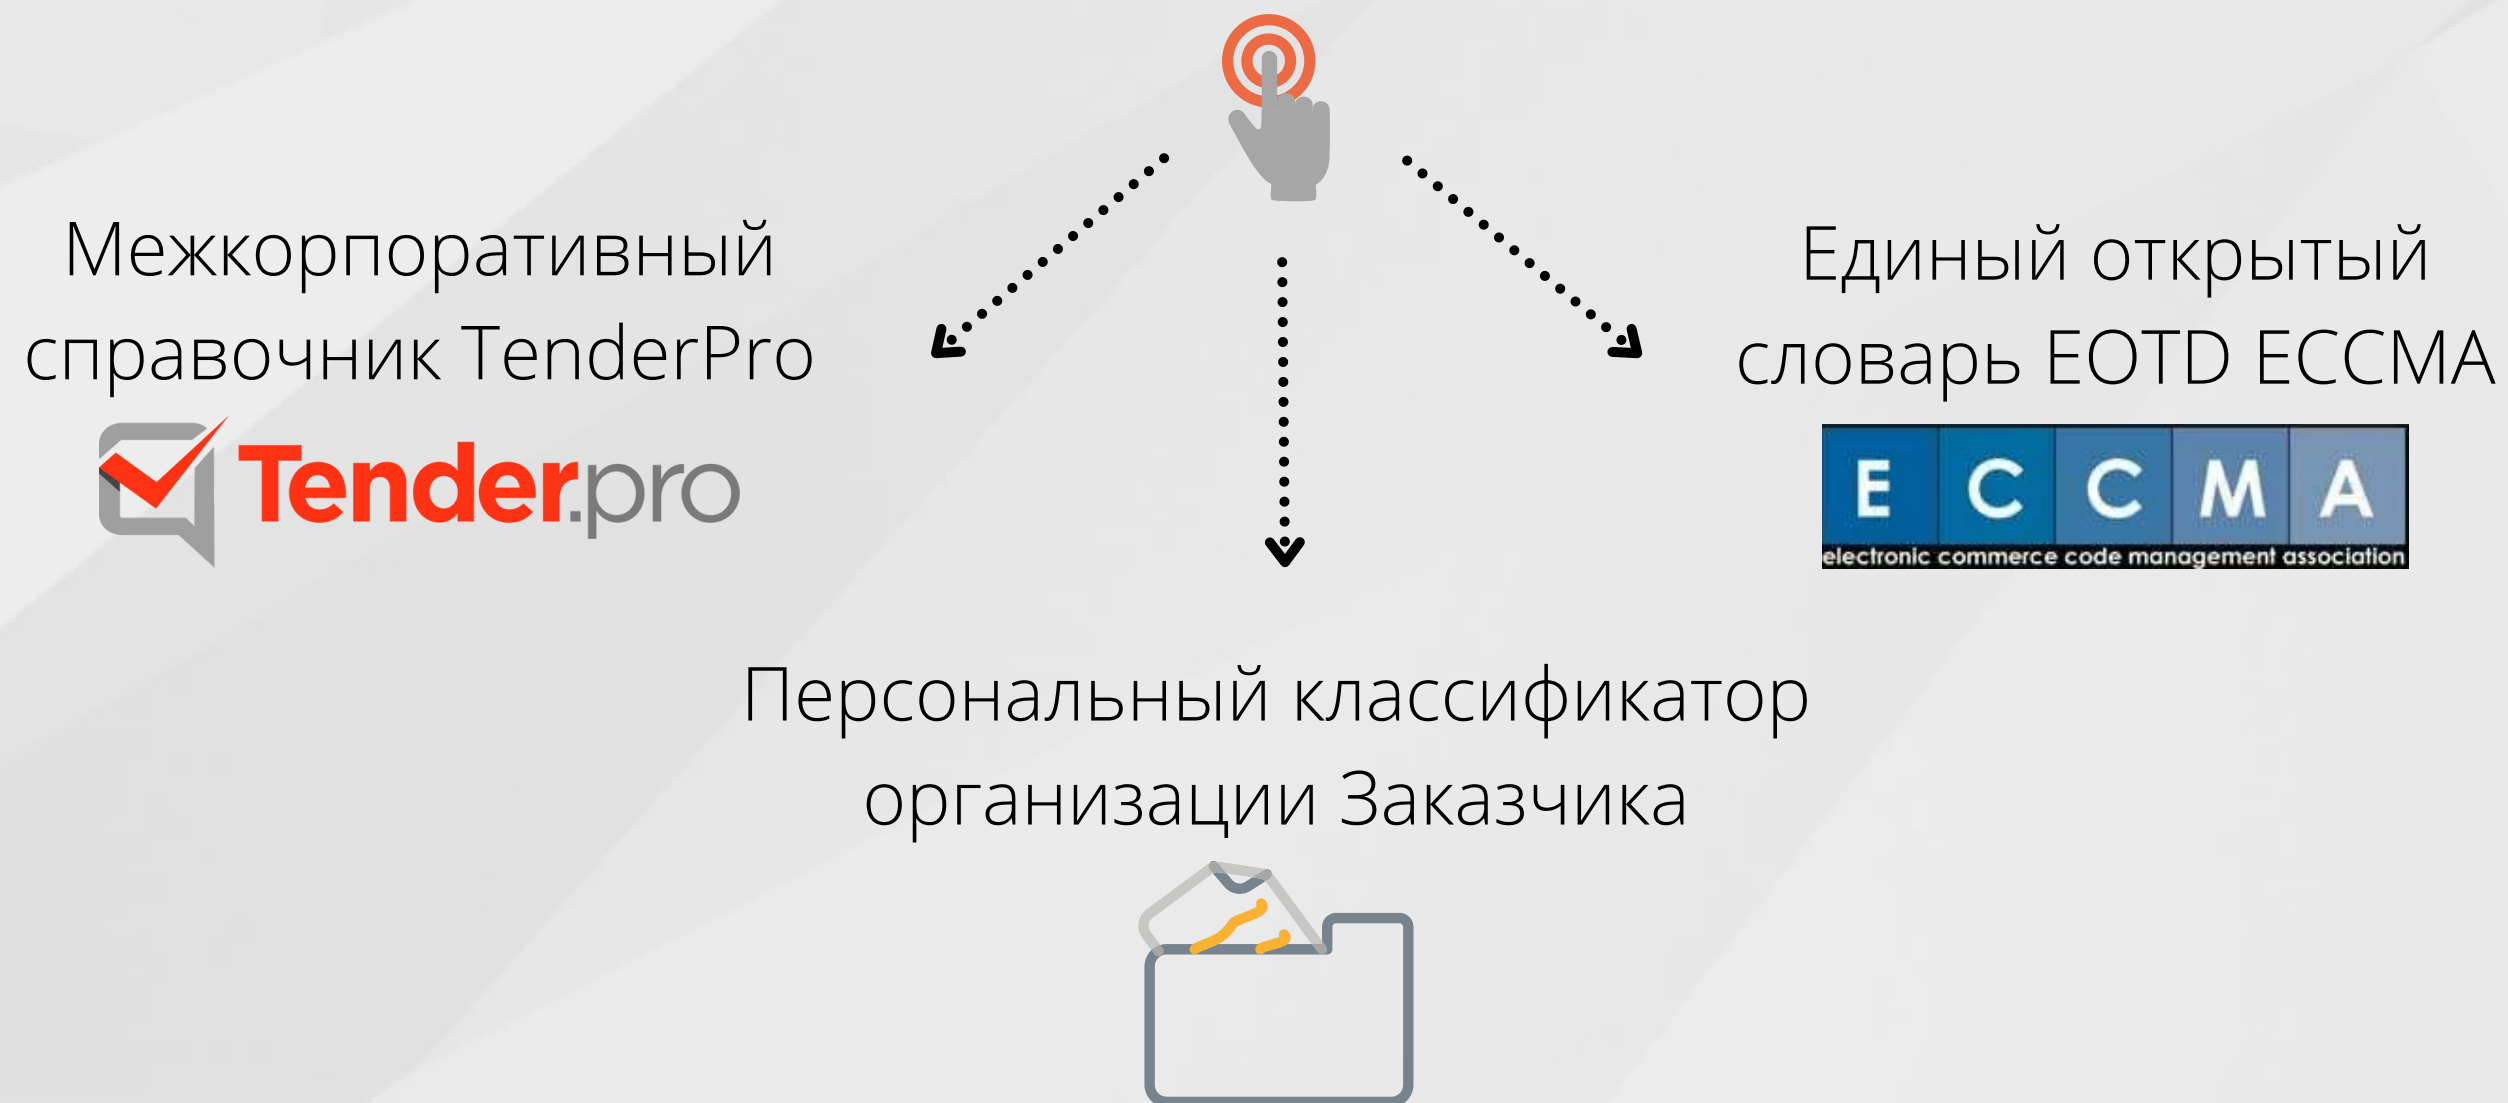 Межкорпоративный
справочник TenderPro
Tender.pro
Единый открытый
словарь EOTD ECCMA
ECCMA
electronic commerce code management association
Персональный классификатор
организации Заказчика